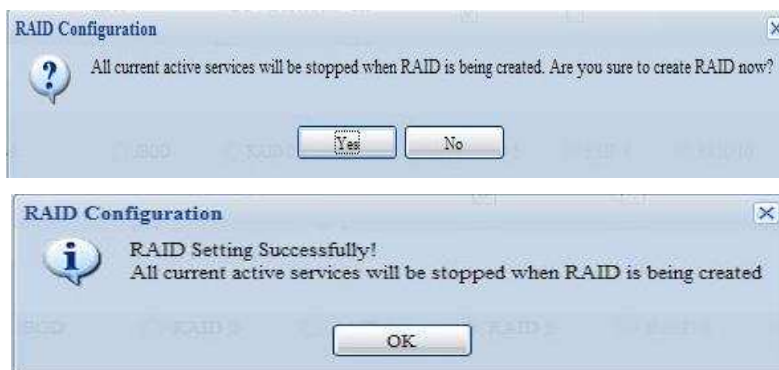 RAID Configuration
All current active services will be stopped when RAID is being created. Are you sure to create RAID now?
Yes No
RAID Configuration
RAID Setting Successfully!
All current active services will be stopped when RAID is being created
OK